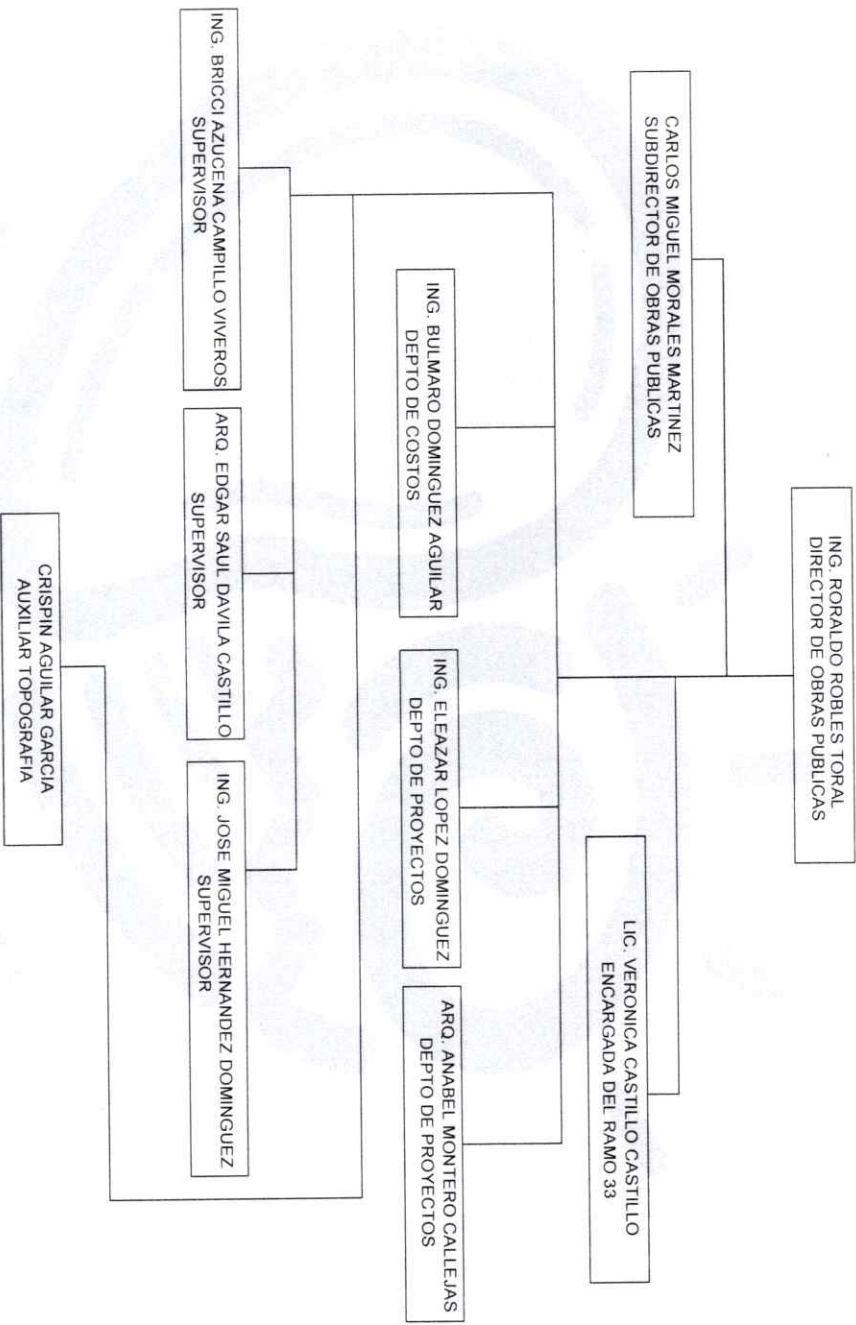 ING. RORALDO ROBLES TORAL
DIRECTOR DE OBRAS PUBLICAS
CARLOS MIGUEL MORALES MARTINEZ
SUBDIRECTOR DE OBRAS PUBLICAS
LIC. VERONICA CASTILLO CASTILLO
ENCARGADA DEL RAMO 33
ING. BULMARO DOMINGUEZ AGUILAR
DEPTO DE COSTOS
ING. ELEAZAR LOPEZ DOMINGUEZ
DEPTO DE PROYECTOS
ARQ. ANABEL MONTERO CALLEJAS
DEPTO DE PROYECTOS
ING. BRICCI AZUCENA CAMPILLO VIVEROS
SUPERVISOR
ARQ. EDGAR SAUL DAVILA CASTILLO
SUPERVISOR
ING. JOSE MIGUEL HERNANDEZ DOMINGUEZ
SUPERVISOR
CRISPIN AGUILAR GARCIA
AUXILIAR TOPOGRAFIA